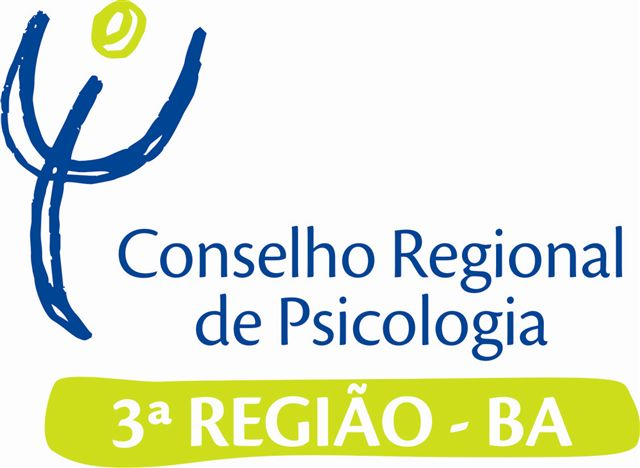 Conselho Regional
de Psicologia
3ª REGIÃO - BA